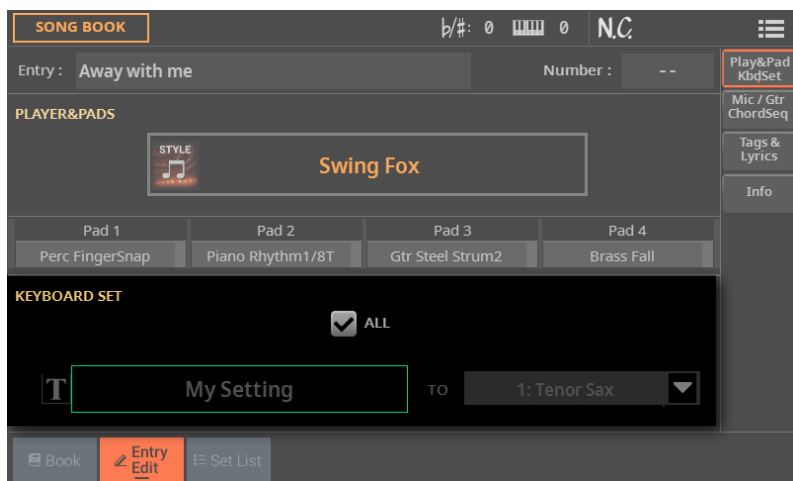 SONG BOOK
b/#: 0 0 N.C.
Entry : Away with me Number : --
Play&Pad
KbdSet
Mic / Gtr
ChordSeq
Tags &
Lyrics
Info
PLAYER&PADS
STYLE
Swing Fox
Pad 1 Pad 2 Pad 3 Pad 4
Perc FingerSnap Piano Rhythm1/8T Gtr Steel Strum2 Brass Fall
KEYBOARD SET
ALL
T My Setting TO 1: Tenor Sax
Book Entry Edit Set List